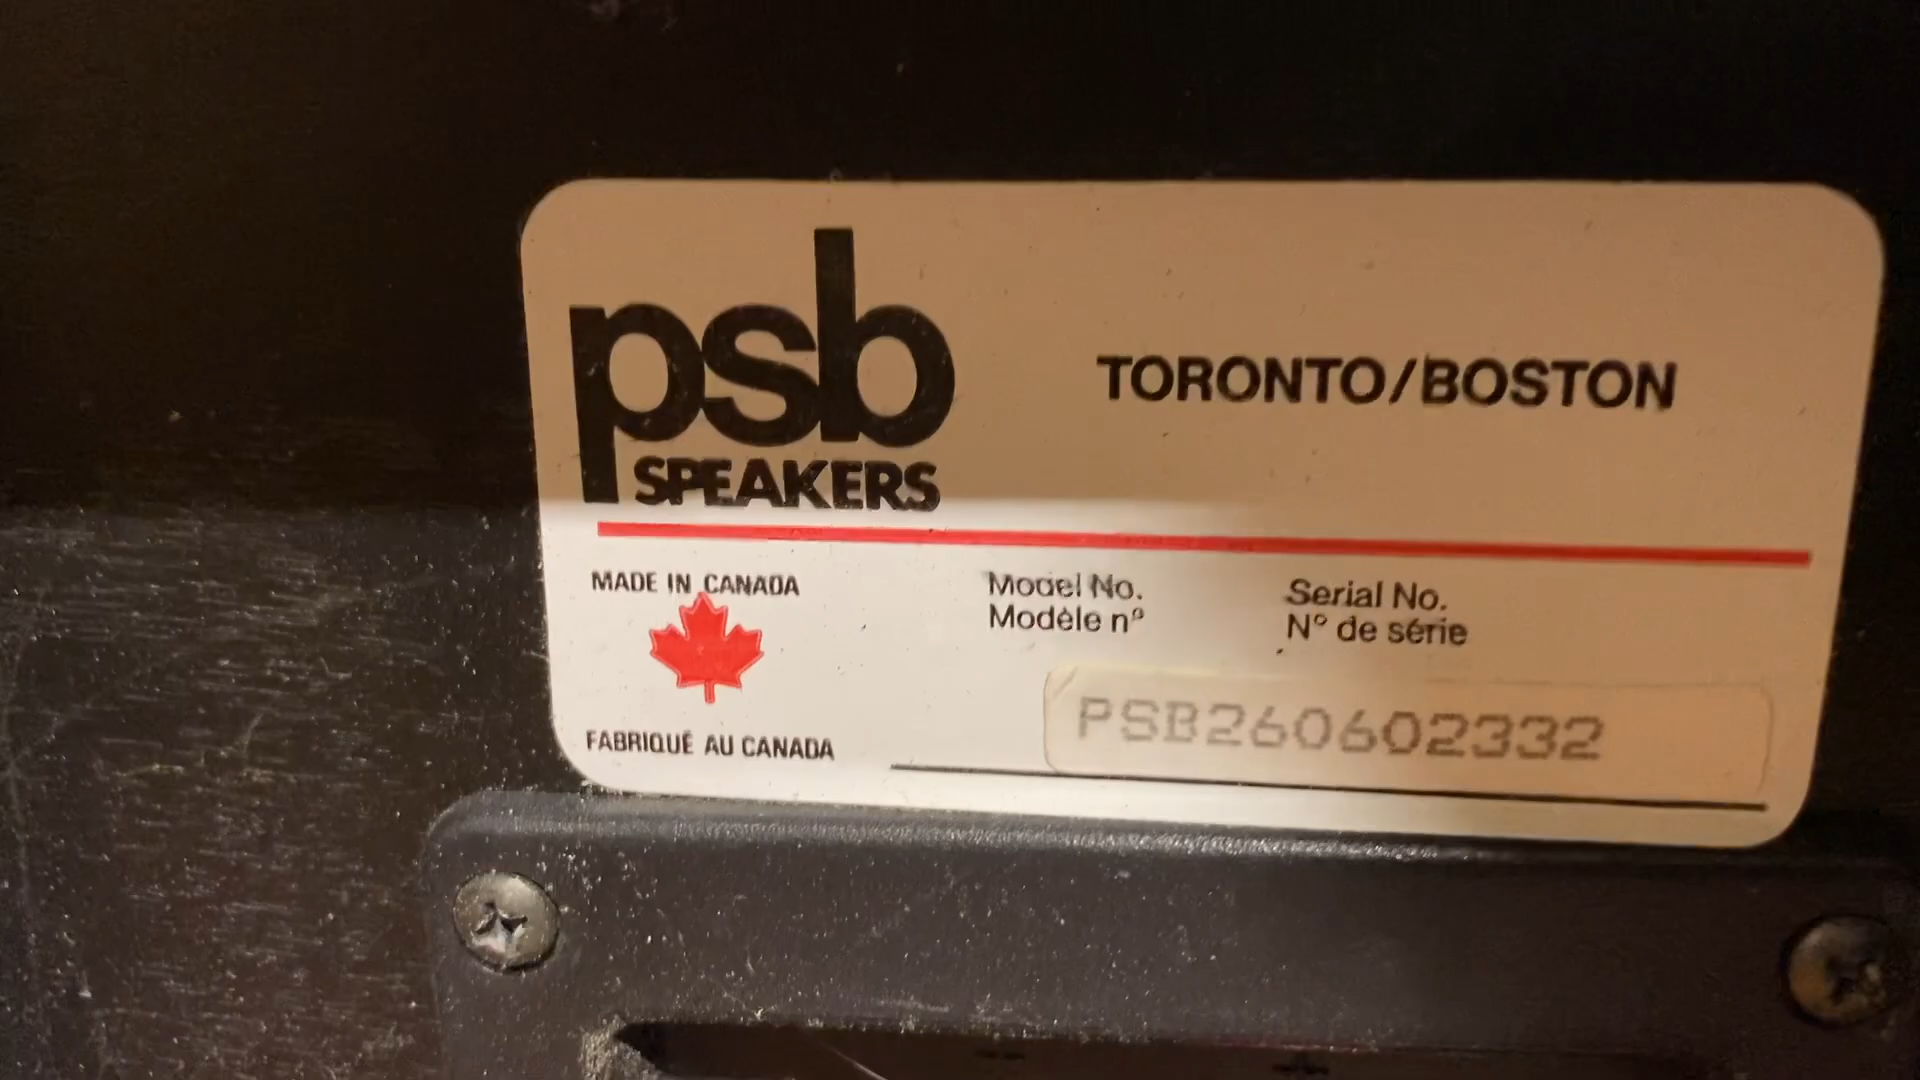 psb
SPEAKERS
TORONTO/BOSTON
MADE IN CANADA
FABRIQUÉ AU CANADA
Model No.
Modèle nº
Serial No.
N° de série
PSB260602332